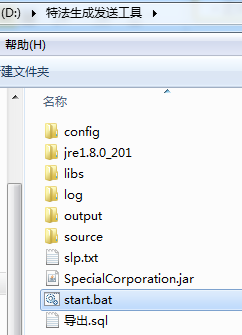 (D:) ▸ 特法生成发送工具 ▸
帮助(H)
建文件夹
名称
config
jre1.8.0_201
libs
log
output
source
slp.txt
SpecialCorporation.jar
start.bat
导出.sql